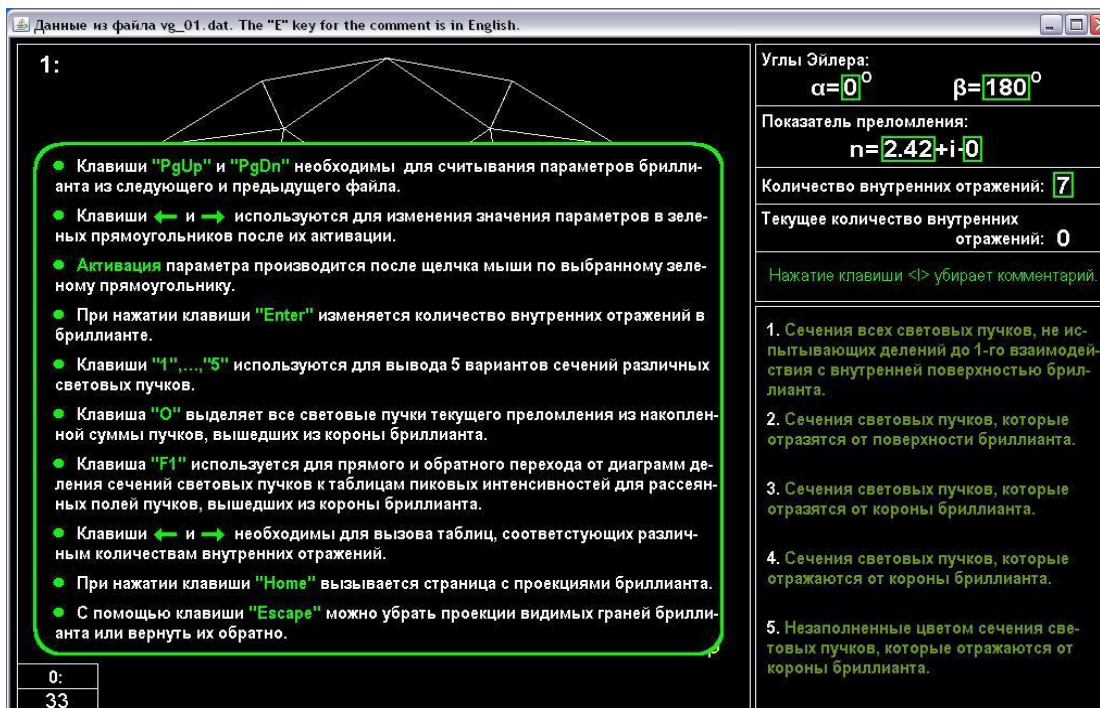 Данные из файла vg_01.dat. The "E" key for the comment is in English.
1:
Клавиши "PgUp" и "PgDn" необходимы для считывания параметров брилли-
анта из следующего и предыдущего файла.
Клавиши ← и → используются для изменения значения параметров в зеле-
ных прямоугольников после их активации.
Активация параметра производится после щелчка мыши по выбранному зеле-
ному прямоугольнику.
При нажатии клавиши "Enter" изменяется количество внутренних отражений в
бриллианте.
Клавиши "1",...,"5" используются для вывода 5 вариантов сечений различных
световых пучков.
Клавиша "O" выделяет все световые пучки текущего преломления из накоплен-
ной суммы пучков, вышедших из короны бриллианта.
Клавиша "F1" используется для прямого и обратного перехода от диаграмм де-
ления сечений световых пучков к таблицам пиковых интенсивностей для рассеян-
ных полей пучков, вышедших из короны бриллианта.
Клавиши ← и → необходимы для вызова таблиц, соответстующих различ-
ным количествам внутренних отражений.
При нажатии клавиши "Home" вызывается страница с проекциями бриллианта.
С помощью клавиши "Escape" можно убрать проекции видимых граней брилли-
анта или вернуть их обратно.
0:
33
Углы Эйлера:
α=0° β=180°
Показатель преломления:
n=2.42+i·0
Количество внутренних отражений: 7
Текущее количество внутренних
отражений: 0
Нажатие клавиши <I> убирает комментарий.
1. Сечения всех световых пучков, не ис-
пытывающих делений до 1-го взаимодей-
ствия с внутренней поверхностью брил-
лианта.
2. Сечения световых пучков, которые
отразятся от поверхности бриллианта.
3. Сечения световых пучков, которые
отразятся от короны бриллианта.
4. Сечения световых пучков, которые
отражаются от короны бриллианта.
5. Незаполненные цветом сечения све-
товых пучков, которые отражаются от
короны бриллианта.